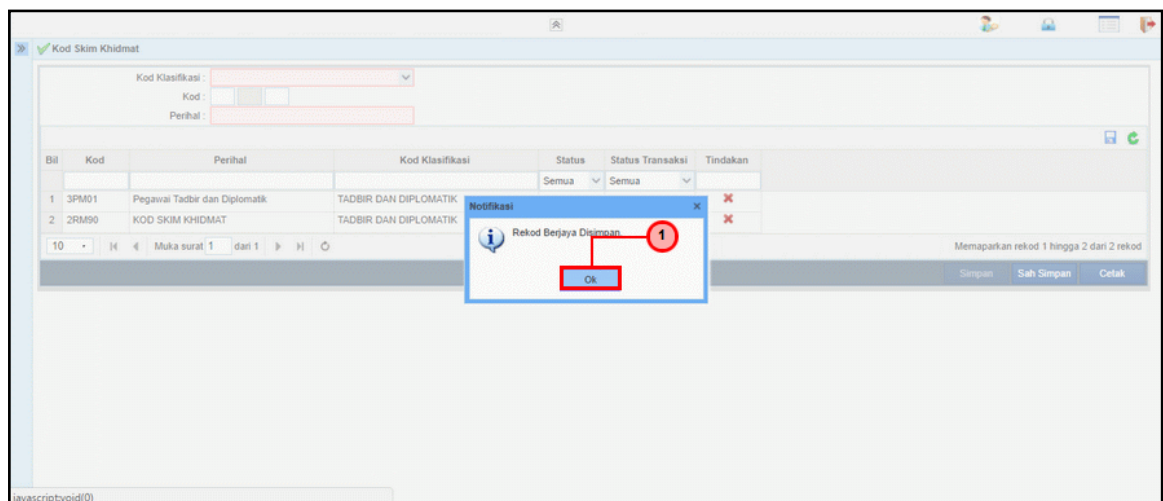 Kod Skim Khidmat
Kod Klasifikasi :
Kod :
Perihal :
Bil Kod Perihal Kod Klasifikasi Status Status Transaksi Tindakan
Semua Semua
1 3PM01 Pegawai Tadbir dan Diplomatik TADBIR DAN DIPLOMATIK
2 2RM90 KOD SKIM KHIDMAT TADBIR DAN DIPLOMATIK
Notifikasi
Rekod Berjaya Disimpan.
1
Ok
10 Muka surat 1 dari 1 Memaparkan rekod 1 hingga 2 dari 2 rekod
Simpan Sah Simpan Cetak
javascript:void(0)